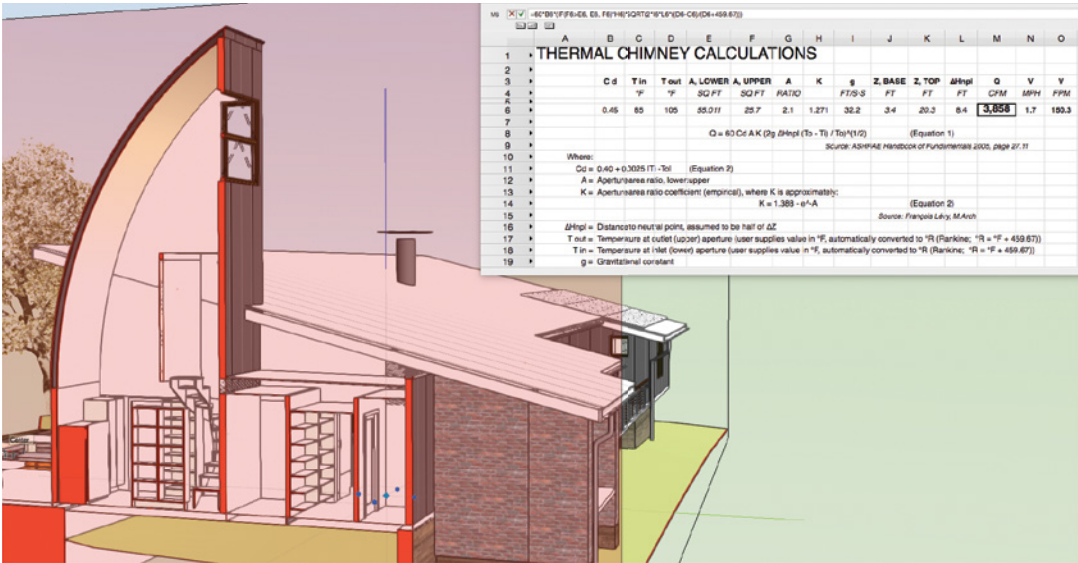 M6 =60*B6*(IF(F6>E6, E6, F6)*H6)*SQRT(2*I6*L6*((D6-C6)/(D6+459.67)))
A B C D E F G H I J K L M N O
1 THERMAL CHIMNEY CALCULATIONS
2
3 C d T in T out A, LOWER A, UPPER A K g Z, BASE Z, TOP ΔHnpl Q V V
4 °F °F SQ FT SQ FT RATIO FT/S-S FT FT FT CFM MPH FPM
5
6 0.45 85 105 55.011 25.7 2.1 1.271 32.2 3.4 20.3 8.4 3,858 1.7 150.3
7
8 Q = 60 Cd A K (2g ΔHnpl (To - Ti) / To)^(1/2) (Equation 1)
9 Source: ASHRAE Handbook of Fundamentals 2005, page 27.11
10 Where:
11 Cd = 0.40 + 0.0025 |Ti -To| (Equation 2)
12 A = Aperture area ratio, lower:upper
13 K = Aperture area ratio coefficient (empirical), where K is approximately:
14 K = 1.388 - e^-A (Equation 2)
15 Source: François Lévy, M.Arch
16 ΔHnpl = Distance to neutral point, assumed to be half of ΔZ
17 T out = Temperature at outlet (upper) aperture (user supplies value in °F, automatically converted to °R (Rankine; °R = °F + 459.67))
18 T in = Temperature at inlet (lower) aperture (user supplies value in °F, automatically converted to °R (Rankine; °R = °F + 459.67))
19 g = Gravitational constant
Center